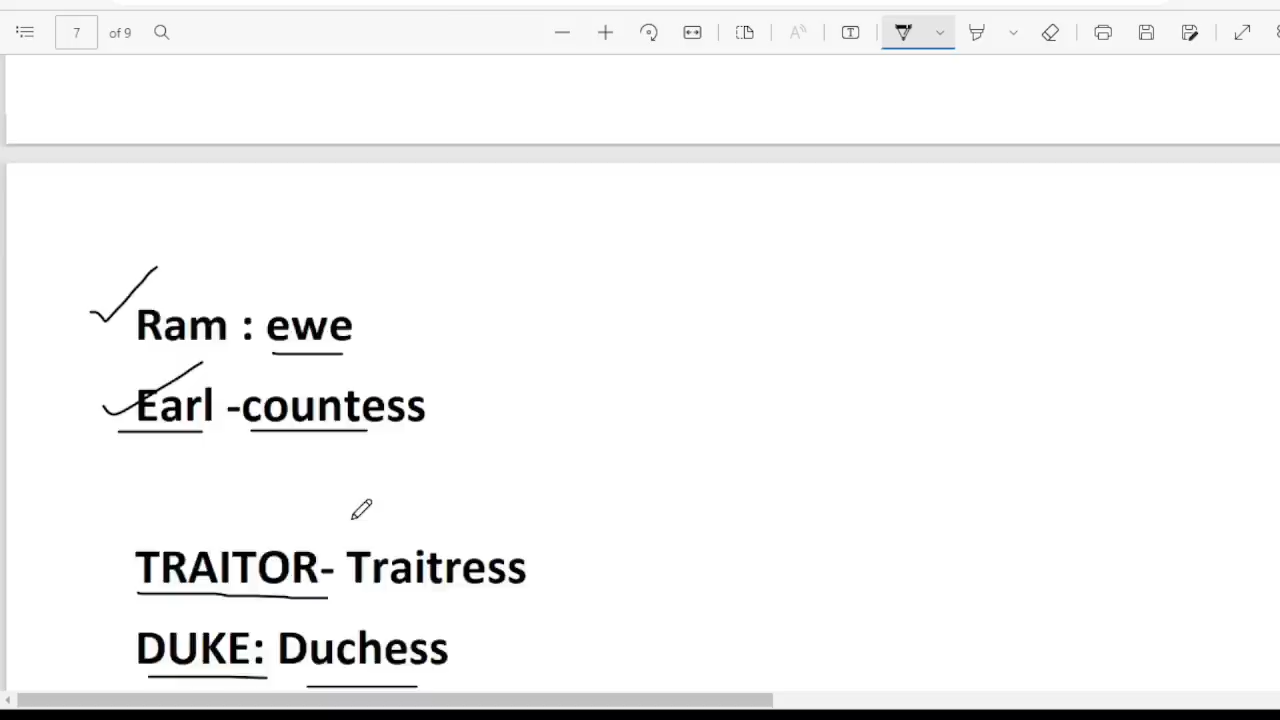 7 of 9
Ram : ewe
Earl -countess
TRAITOR- Traitress
DUKE: Duchess